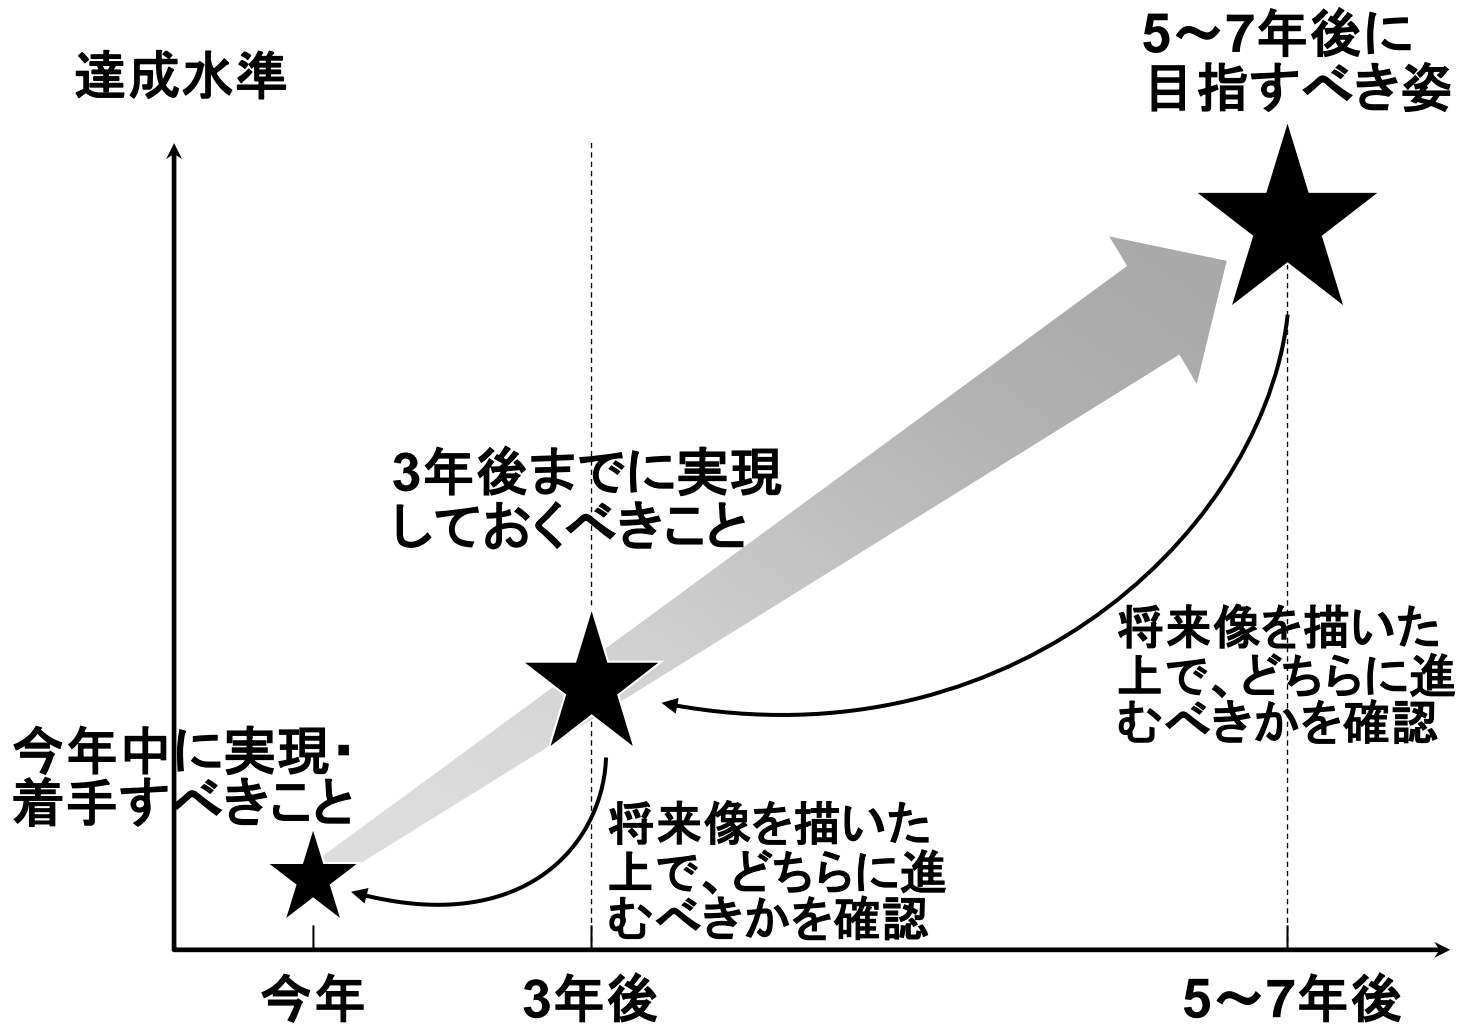 5～7年後に
目指すべき姿
達成水準
3年後までに実現
しておくべきこと
将来像を描いた
上で、どちらに進
むべきかを確認
今年中に実現・
着手すべきこと
将来像を描いた
上で、どちらに進
むべきかを確認
今年
3年後
5～7年後